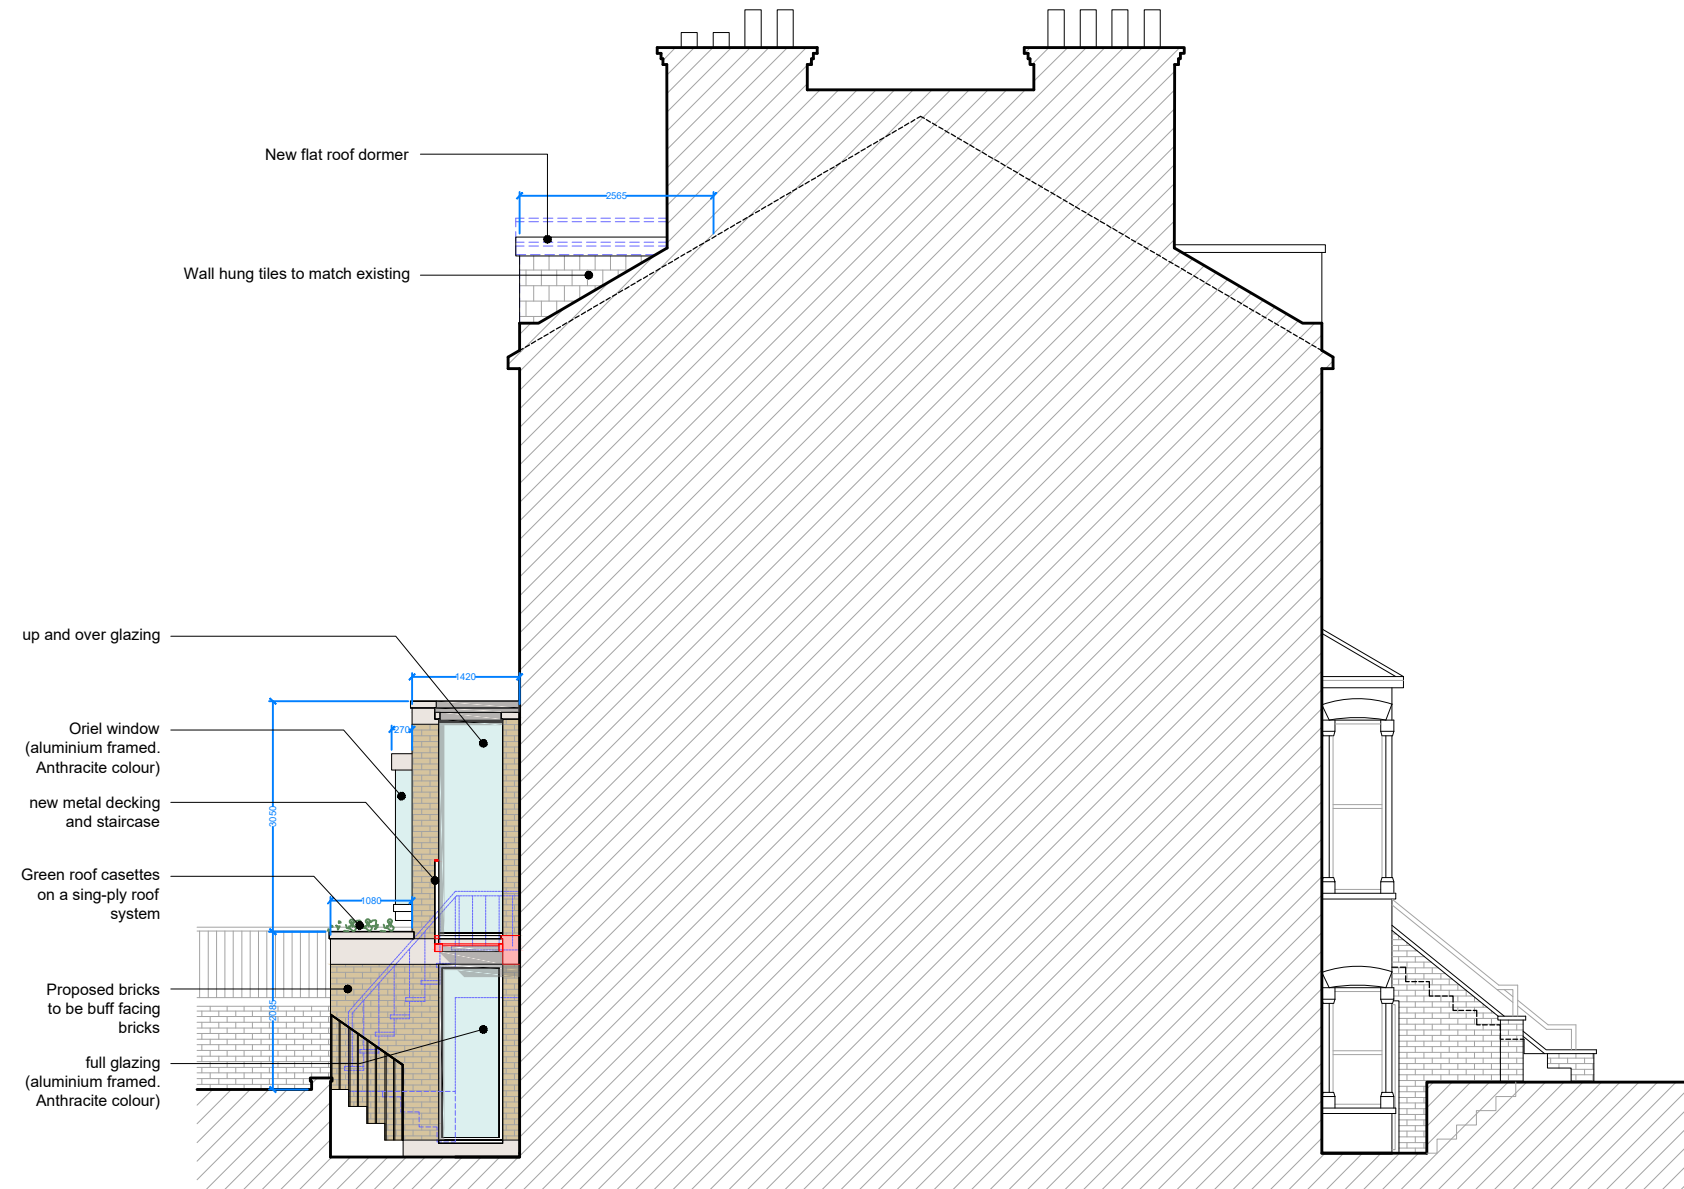 New flat roof dormer
2565
Wall hung tiles to match existing
up and over glazing
1420
Oriel window
(aluminium framed.
Anthracite colour)
270
new metal decking
and staircase
3050
Green roof casettes
on a sing-ply roof
system
1080
Proposed bricks
to be buff facing
bricks
2085
full glazing
(aluminium framed.
Anthracite colour)